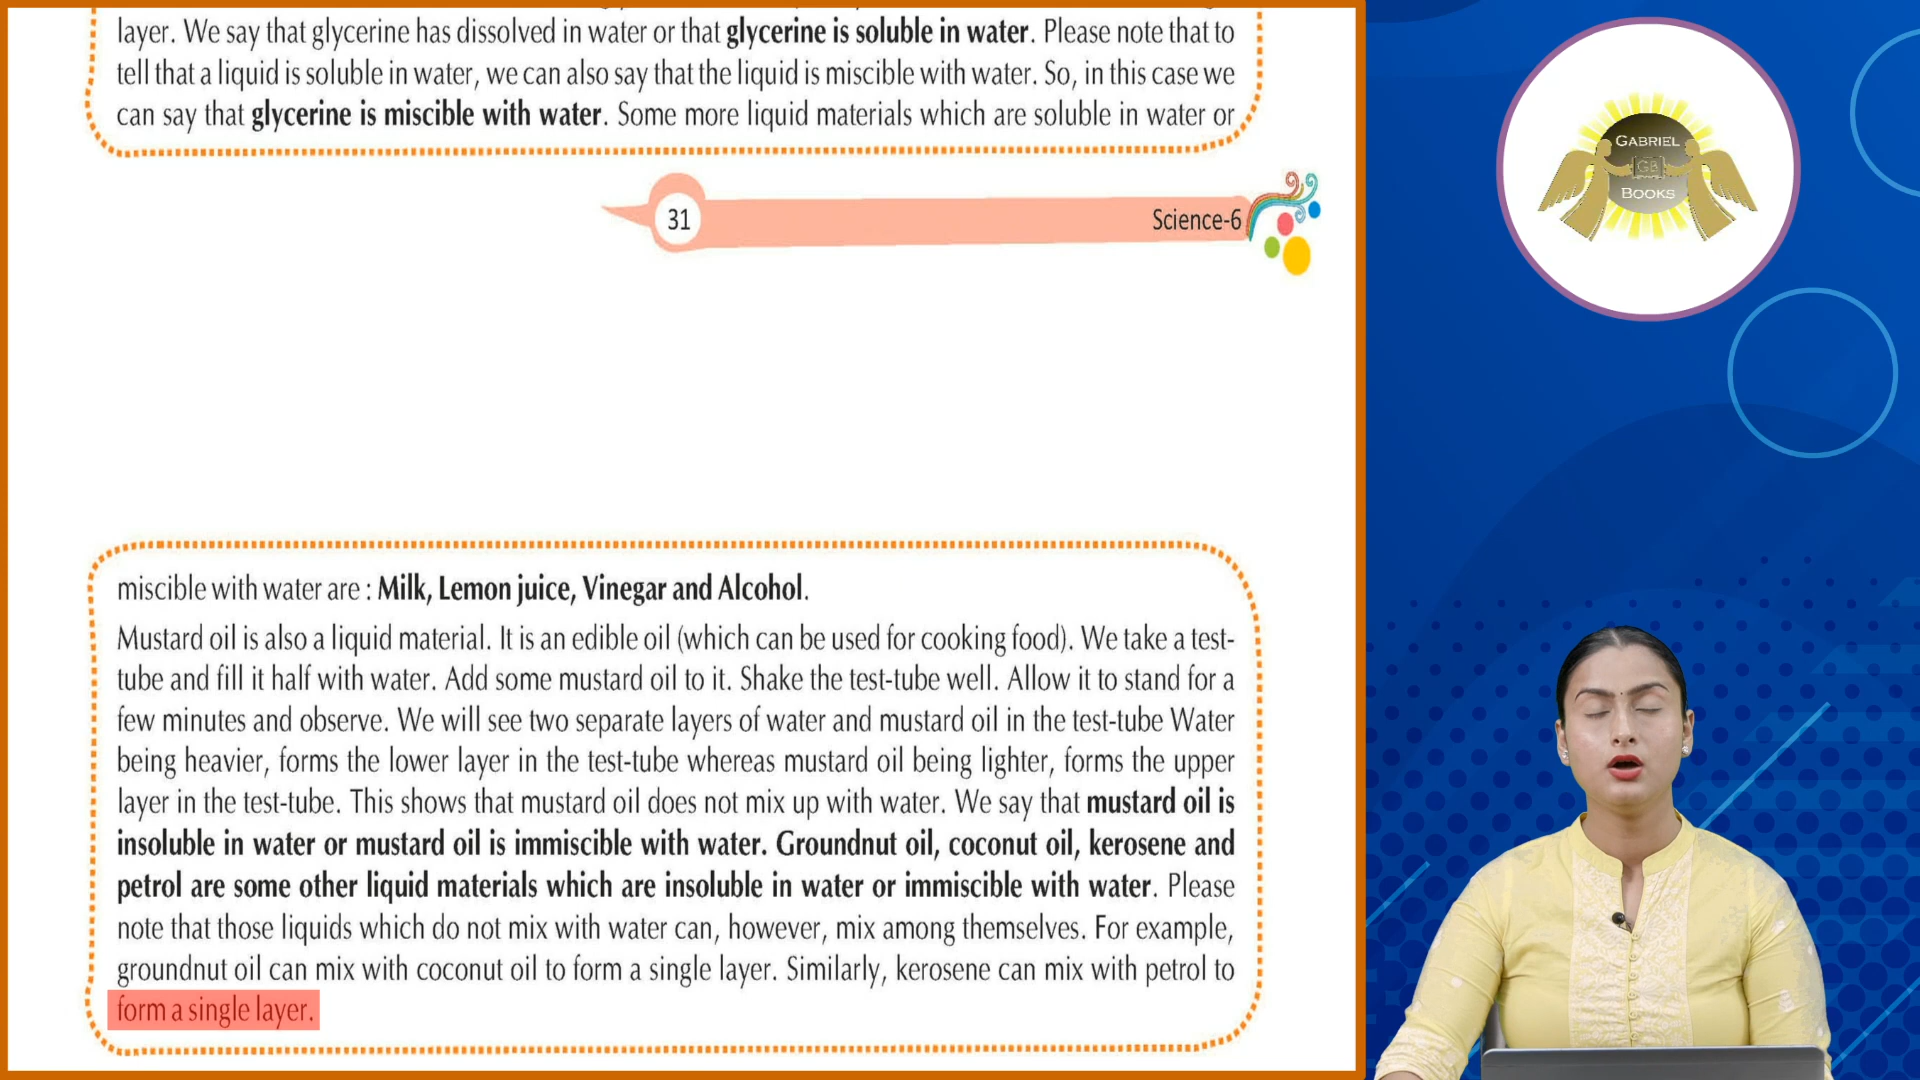 layer. We say that glycerine has dissolved in water or that glycerine is soluble in water. Please note that to
tell that a liquid is soluble in water, we can also say that the liquid is miscible with water. So, in this case we
can say that glycerine is miscible with water. Some more liquid materials which are soluble in water or
31
Science-6
miscible with water are : Milk, Lemon juice, Vinegar and Alcohol.
Mustard oil is also a liquid material. It is an edible oil (which can be used for cooking food). We take a test-
tube and fill it half with water. Add some mustard oil to it. Shake the test-tube well. Allow it to stand for a
few minutes and observe. We will see two separate layers of water and mustard oil in the test-tube Water
being heavier, forms the lower layer in the test-tube whereas mustard oil being lighter, forms the upper
layer in the test-tube. This shows that mustard oil does not mix up with water. We say that mustard oil is
insoluble in water or mustard oil is immiscible with water. Groundnut oil, coconut oil, kerosene and
petrol are some other liquid materials which are insoluble in water or immiscible with water. Please
note that those liquids which do not mix with water can, however, mix among themselves. For example,
groundnut oil can mix with coconut oil to form a single layer. Similarly, kerosene can mix with petrol to
form a single layer.
GABRIEL
GB
BOOKS